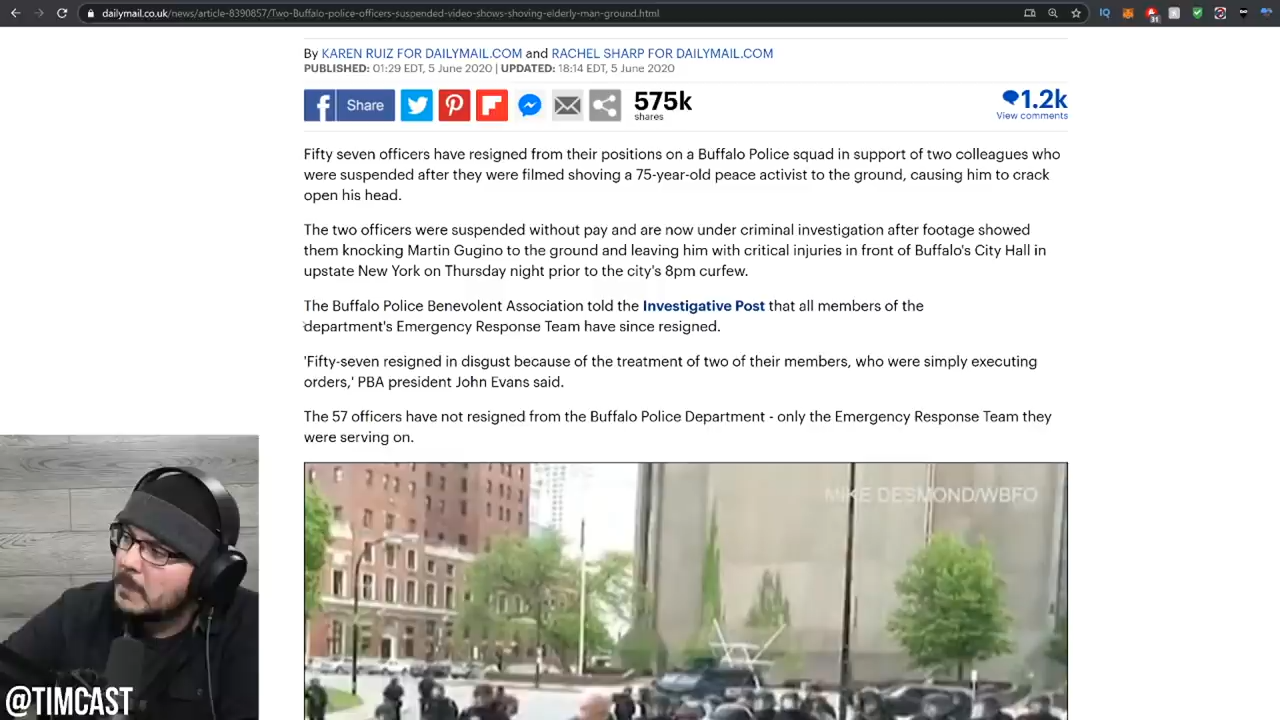 dailymail.co.uk/news/article-8390857/Two-Buffalo-police-officers-suspended-video-shows-shoving-elderly-man-ground.html
IQ
31
By KAREN RUIZ FOR DAILYMAIL.COM and RACHEL SHARP FOR DAILYMAIL.COM
PUBLISHED: 01:29 EDT, 5 June 2020 | UPDATED: 18:14 EDT, 5 June 2020
Share
575k
shares
1.2k
View comments
Fifty seven officers have resigned from their positions on a Buffalo Police squad in support of two colleagues who
were suspended after they were filmed shoving a 75-year-old peace activist to the ground, causing him to crack
open his head.
The two officers were suspended without pay and are now under criminal investigation after footage showed
them knocking Martin Gugino to the ground and leaving him with critical injuries in front of Buffalo's City Hall in
upstate New York on Thursday night prior to the city's 8pm curfew.
The Buffalo Police Benevolent Association told the Investigative Post that all members of the
department's Emergency Response Team have since resigned.
'Fifty-seven resigned in disgust because of the treatment of two of their members, who were simply executing
orders,' PBA president John Evans said.
The 57 officers have not resigned from the Buffalo Police Department - only the Emergency Response Team they
were serving on.
MIKE DESMOND/WBFO
@TIMCAST